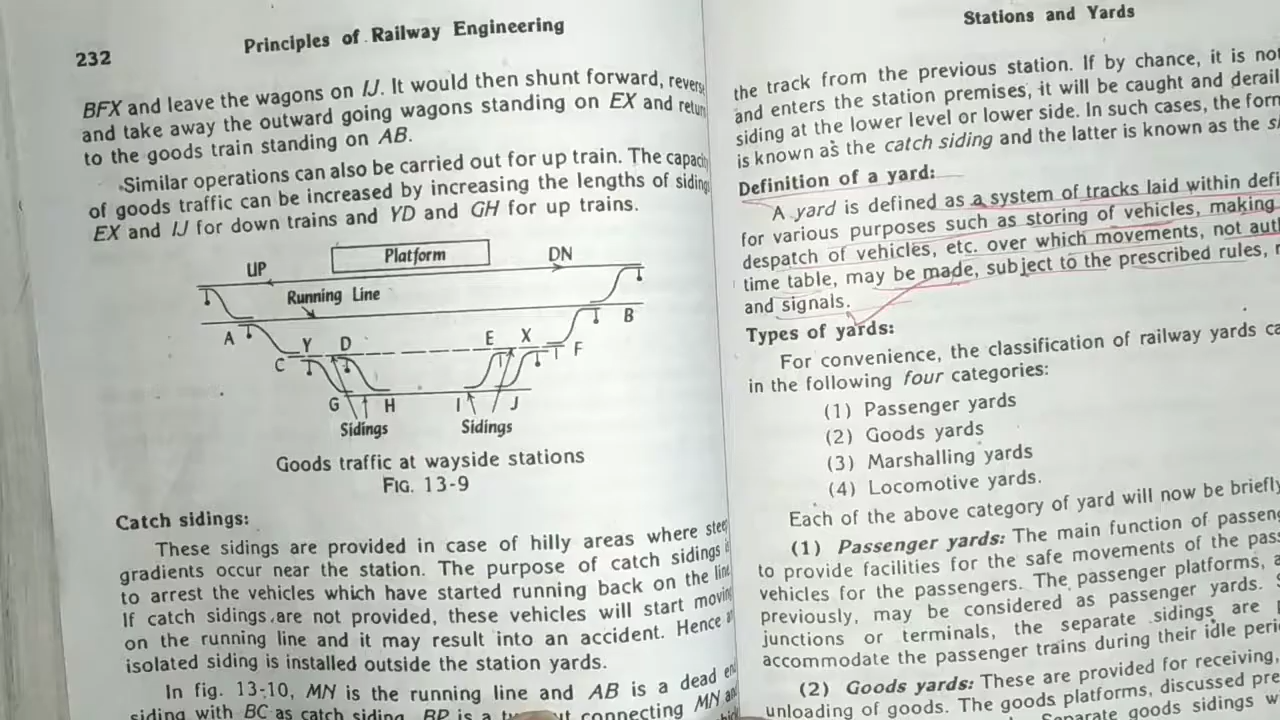 232
Principles of Railway Engineering
BFX and leave the wagons on IJ. It would then shunt forward,
and take away the outward going wagons standing on EX and
to the goods train standing on AB.
Similar operations can also be carried out for up train. The
of goods traffic can be increased by increasing the lengths of
EX and IJ for down trains and YD and GH for up trains.
Platform
UP
DN
Running Line
A
B
C
Y
D
E
X
F
G
H
I
J
Sidings
Sidings
Goods traffic at wayside stations
FIG. 13-9
Catch sidings:
These sidings are provided in case of hilly areas where
gradients occur near the station. The purpose of catch sidings
to arrest the vehicles which have started running back on the
If catch sidings are not provided, these vehicles will start
on the running line and it may result into an accident. Hence
isolated siding is installed outside the station yards.
In fig. 13-10, MN is the running line and AB is a dead
siding with BC as catch siding. BP is a connecting MN
Stations and Yards
the track from the previous station. If by chance, it is
and enters the station premises, it will be caught and
siding at the lower level or lower side. In such cases, the
is known as the catch siding and the latter is known as the
Definition of a yard:
A yard is defined as a system of tracks laid within
for various purposes such as storing of vehicles, making
despatch of vehicles, etc. over which movements, not
time table, may be made, subject to the prescribed rules,
and signals.
Types of yards:
For convenience, the classification of railway yards
in the following four categories:
(1) Passenger yards
(2) Goods yards
(3) Marshalling yards
(4) Locomotive yards.
Each of the above category of yard will now be briefly
(1) Passenger yards: The main function of
to provide facilities for the safe movements of the
vehicles for the passengers. The passenger platforms,
previously, may be considered as passenger yards.
junctions or terminals, the separate sidings are
accommodate the passenger trains during their idle
(2) Goods yards: These are provided for receiving,
unloading of goods. The goods platforms, discussed
goods sidings